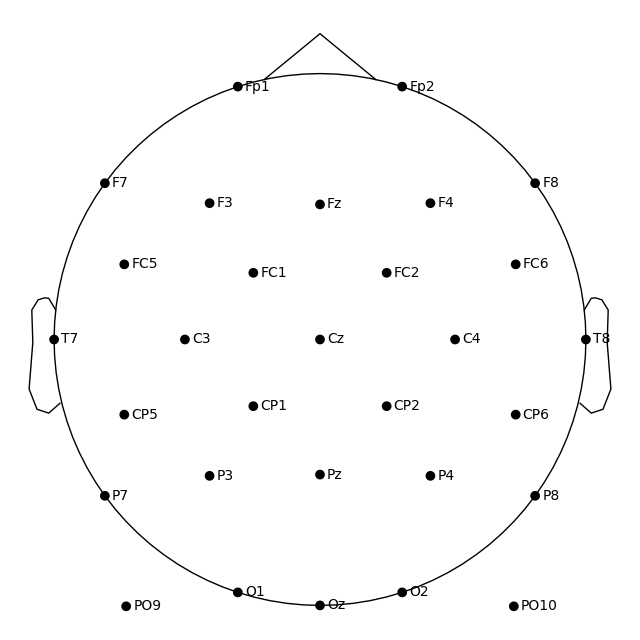 Fp1 Fp2
F7 F8
F3 Fz F4
FC5 FC6
FC1 FC2
T7 C3 Cz C4 T8
CP1 CP2
CP5 CP6
P3 Pz P4
P7 P8
O1 O2
PO9 Oz PO10